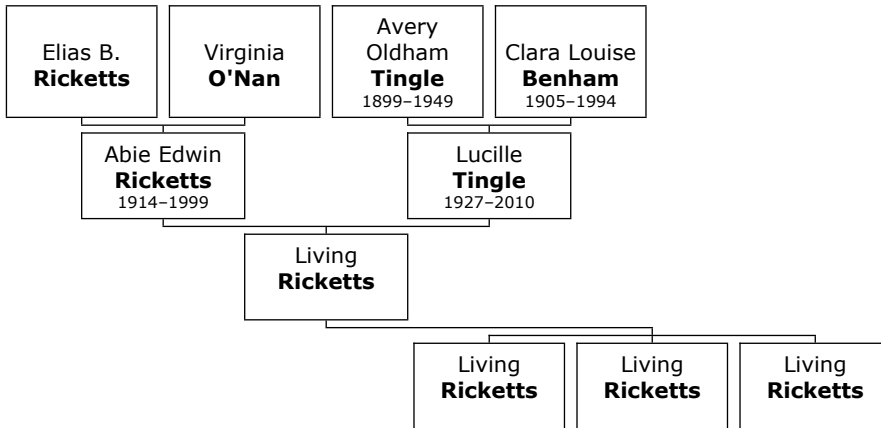 Elias B.
Ricketts
Virginia
O'Nan
Avery
Oldham
Tingle
1899–1949
Clara Louise
Benham
1905–1994
Abie Edwin
Ricketts
1914–1999
Lucille
Tingle
1927–2010
Living
Ricketts
Living
Ricketts
Living
Ricketts
Living
Ricketts